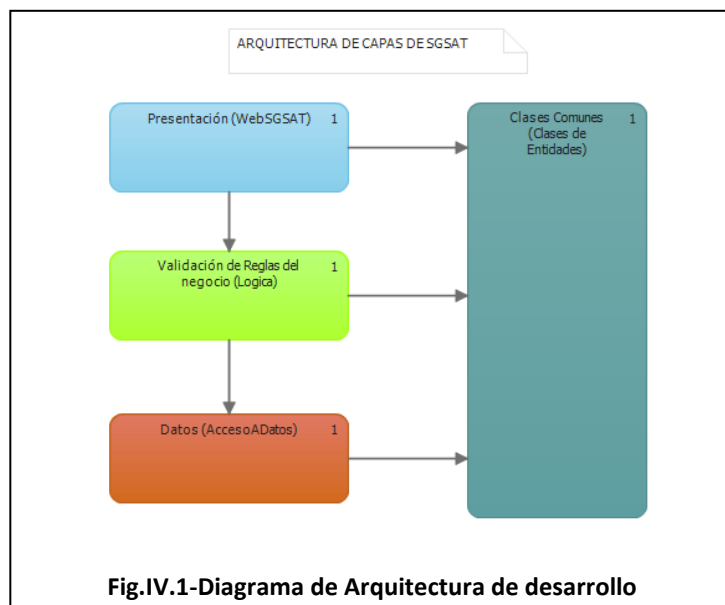 ARQUITECTURA DE CAPAS DE SGSAT
Presentación (WebSGSAT) 1
Clases Comunes 1
(Clases de
Entidades)
Validación de Reglas del 1
negocio (Logica)
Datos (AccesoADatos) 1
Fig.IV.1-Diagrama de Arquitectura de desarrollo